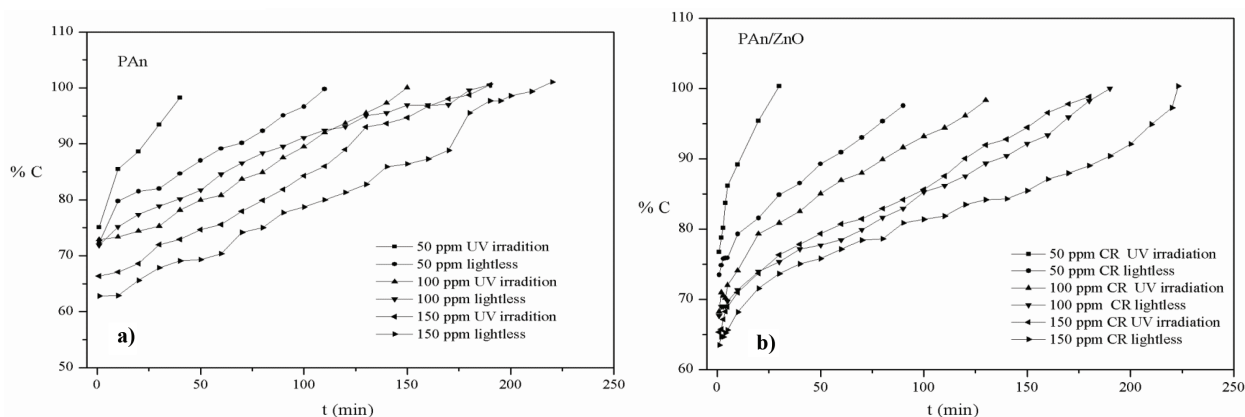 110
100
90
80
70
60
50
% C
PAn
50 ppm UV irradition
50 ppm lightless
100 ppm UV irradition
100 ppm lightless
150 ppm UV irradition
150 ppm lightless
a)
0 50 100 150 200 250
t (min)
110
100
90
80
70
60
% C
PAn/ZnO
50 ppm CR UV irradiation
50 ppm CR lightless
100 ppm CR UV irradiation
100 ppm CR lightless
150 ppm CR UV irradiation
150 ppm CR lightless
b)
0 50 100 150 200 250
t (min)